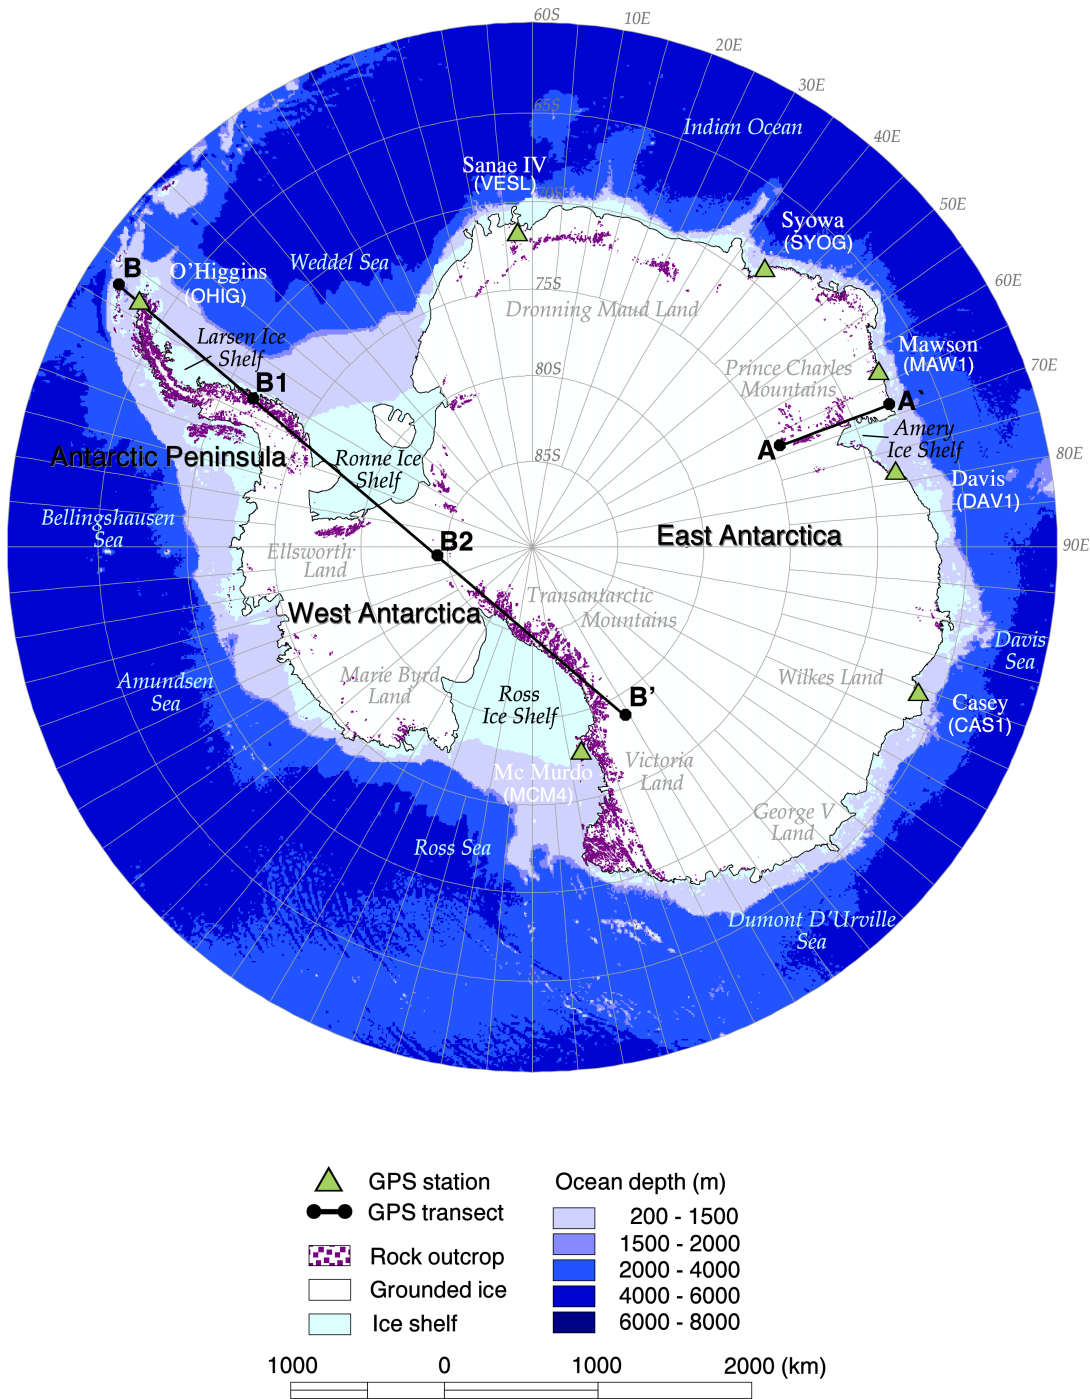 60S
10E
20E
30E
40E
50E
60E
70E
80E
90E
65S
70S
75S
80S
85S
Indian Ocean
Sanae IV
(VESL)
Syowa
(SYOG)
Weddel Sea
B
O'Higgins
(OHIG)
Larsen Ice
Shelf
B1
Dronning Maud Land
Mawson
(MAW1)
Prince Charles
Mountains
A`
A
Amery
Ice Shelf
Davis
(DAV1)
Antarctic Peninsula
Ronne Ice
Shelf
Bellingshausen
Sea
East Antarctica
B2
Ellsworth
Land
West Antarctica
Transantarctic
Mountains
Davis
Sea
Amundsen
Sea
Marie Byrd
Land
Ross
Ice Shelf
B'
Wilkes Land
Casey
(CAS1)
Mc Murdo
(MCM4)
Victoria
Land
George V
Land
Ross Sea
Dumont D'Urville
Sea
GPS station
GPS transect
Rock outcrop
Grounded ice
Ice shelf
Ocean depth (m)
200 - 1500
1500 - 2000
2000 - 4000
4000 - 6000
6000 - 8000
1000 0 1000 2000 (km)